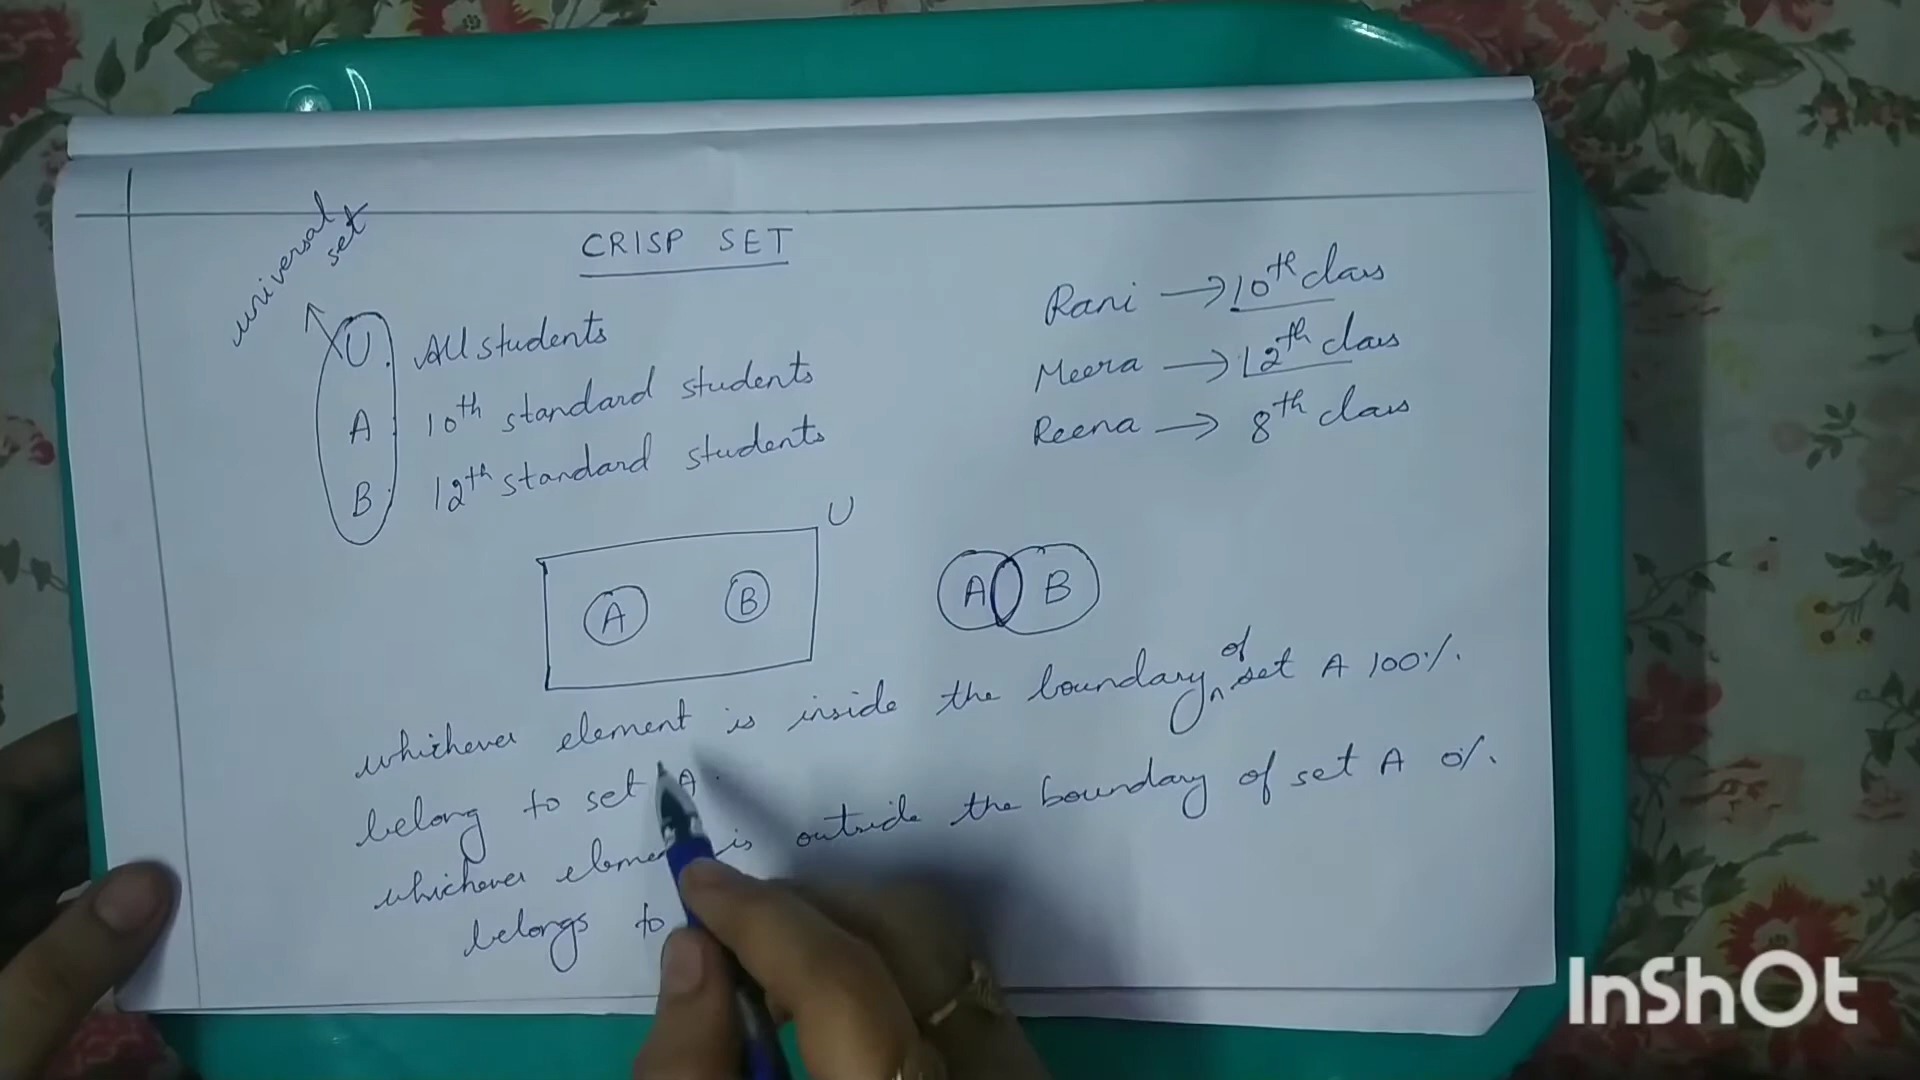 CRISP SET
universal
set
U. All students
A 10th standard students
B 12th standard students
Rani → 10th class
Meera → 12th class
Reena → 8th class
U
A B
A B
whichever element is inside the boundary of set A 100%.
belong to set A.
whichever element is outside the boundary of set A 0%.
belongs to
InShOt